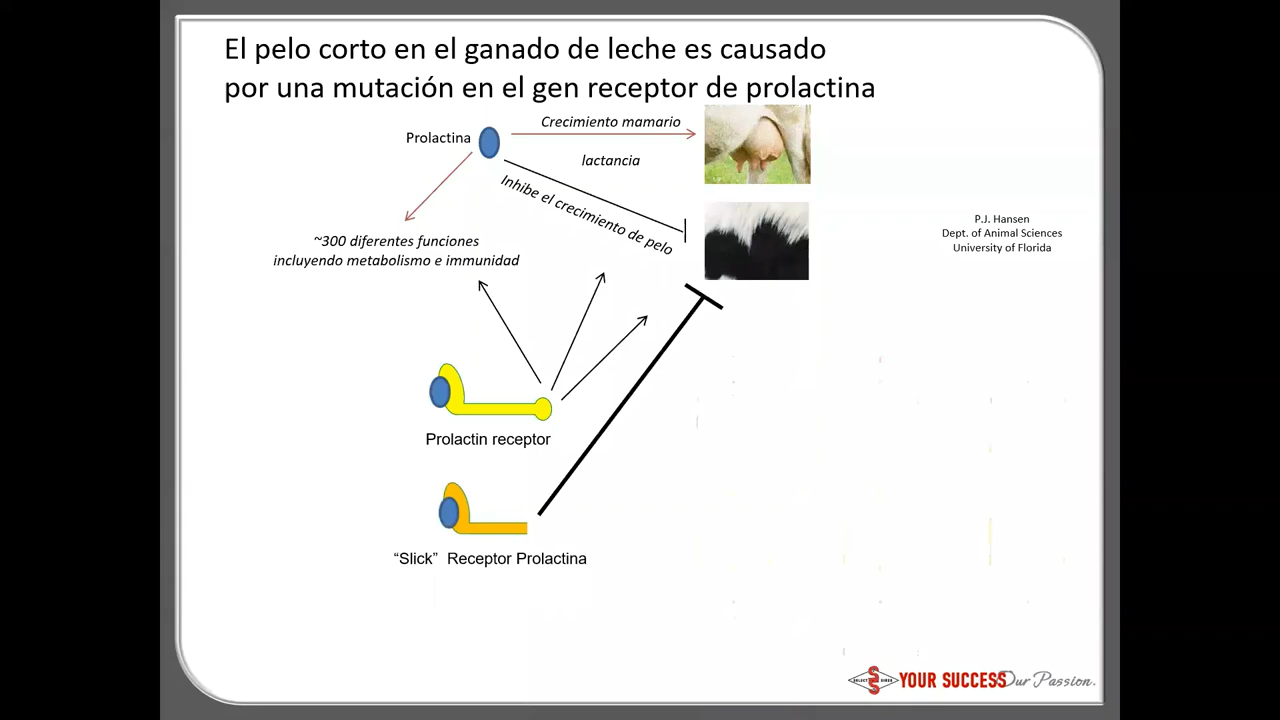 El pelo corto en el ganado de leche es causado
por una mutación en el gen receptor de prolactina
Prolactina
Crecimiento mamario
lactancia
Inhibe el crecimiento de pelo
~300 diferentes funciones
incluyendo metabolismo e immunidad
P.J. Hansen
Dept. of Animal Sciences
University of Florida
Prolactin receptor
“Slick” Receptor Prolactina
SELECT SIRES
YOUR SUCCESS Our Passion.